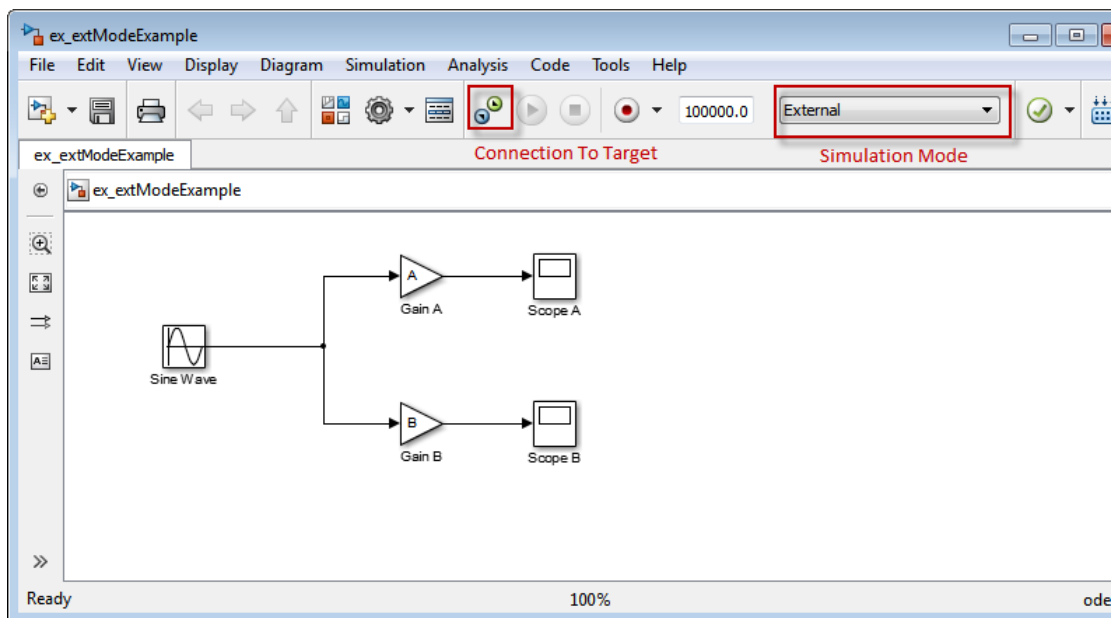 ex_extModeExample
File Edit View Display Diagram Simulation Analysis Code Tools Help
100000.0 External
Connection To Target Simulation Mode
ex_extModeExample
ex_extModeExample
A
Gain A
Scope A
Sine Wave
B
Gain B
Scope B
Ready 100% ode